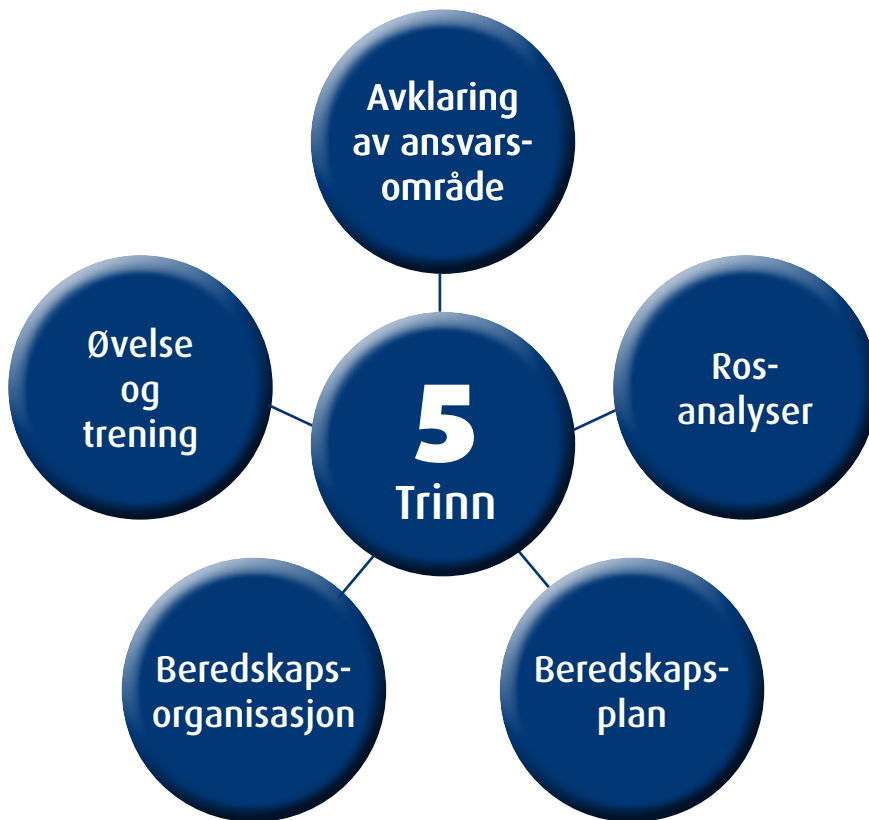 Avklaring
av ansvars-
område
Ros-
analyser
Beredskaps-
plan
Beredskaps-
organisasjon
Øvelse
og
trening
5
Trinn